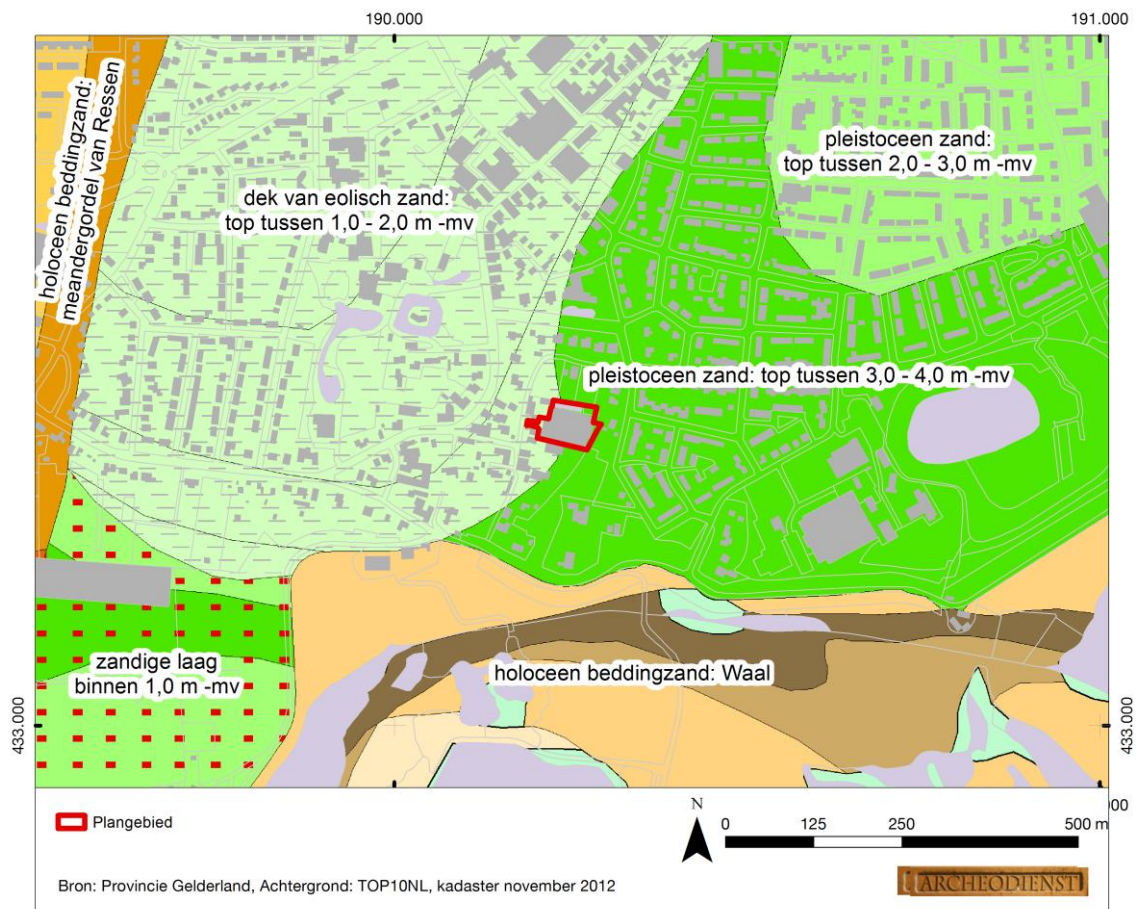 190.000
191.000
holoceen beddingzand:
meandergordel van Ressen
pleistoceen zand:
top tussen 2,0 - 3,0 m -mv
dek van eolisch zand:
top tussen 1,0 - 2,0 m -mv
pleistoceen zand: top tussen 3,0 - 4,0 m -mv
zandige laag
binnen 1,0 m -mv
holoceen beddingzand: Waal
433.000
433.000
000
Plangebied
N
0 125 250 500 m
Bron: Provincie Gelderland, Achtergrond: TOP10NL, kadaster november 2012
ARCHEODIENST